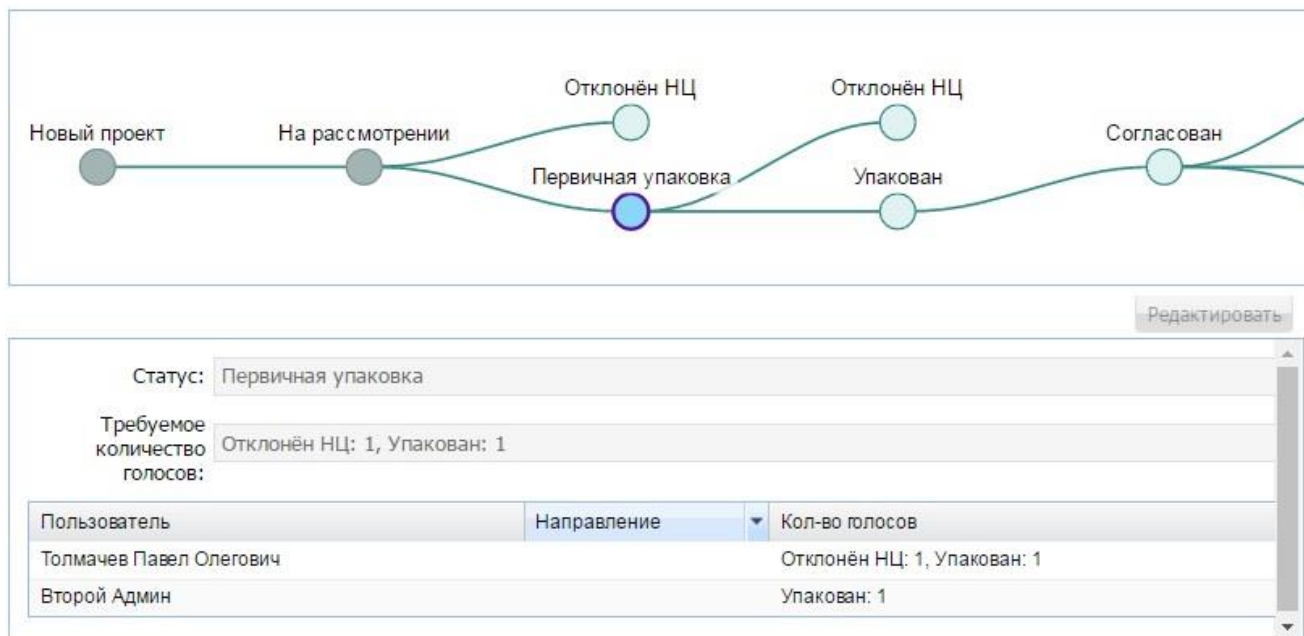 Отклонён НЦ
Отклонён НЦ
Новый проект
На рассмотрении
Согласован
Первичная упаковка
Упакован
Редактировать
Статус: Первичная упаковка
Требуемое
количество
голосов:
Отклонён НЦ: 1, Упакован: 1
Пользователь Направление Кол-во голосов
Толмачев Павел Олегович Отклонён НЦ: 1, Упакован: 1
Второй Админ Упакован: 1